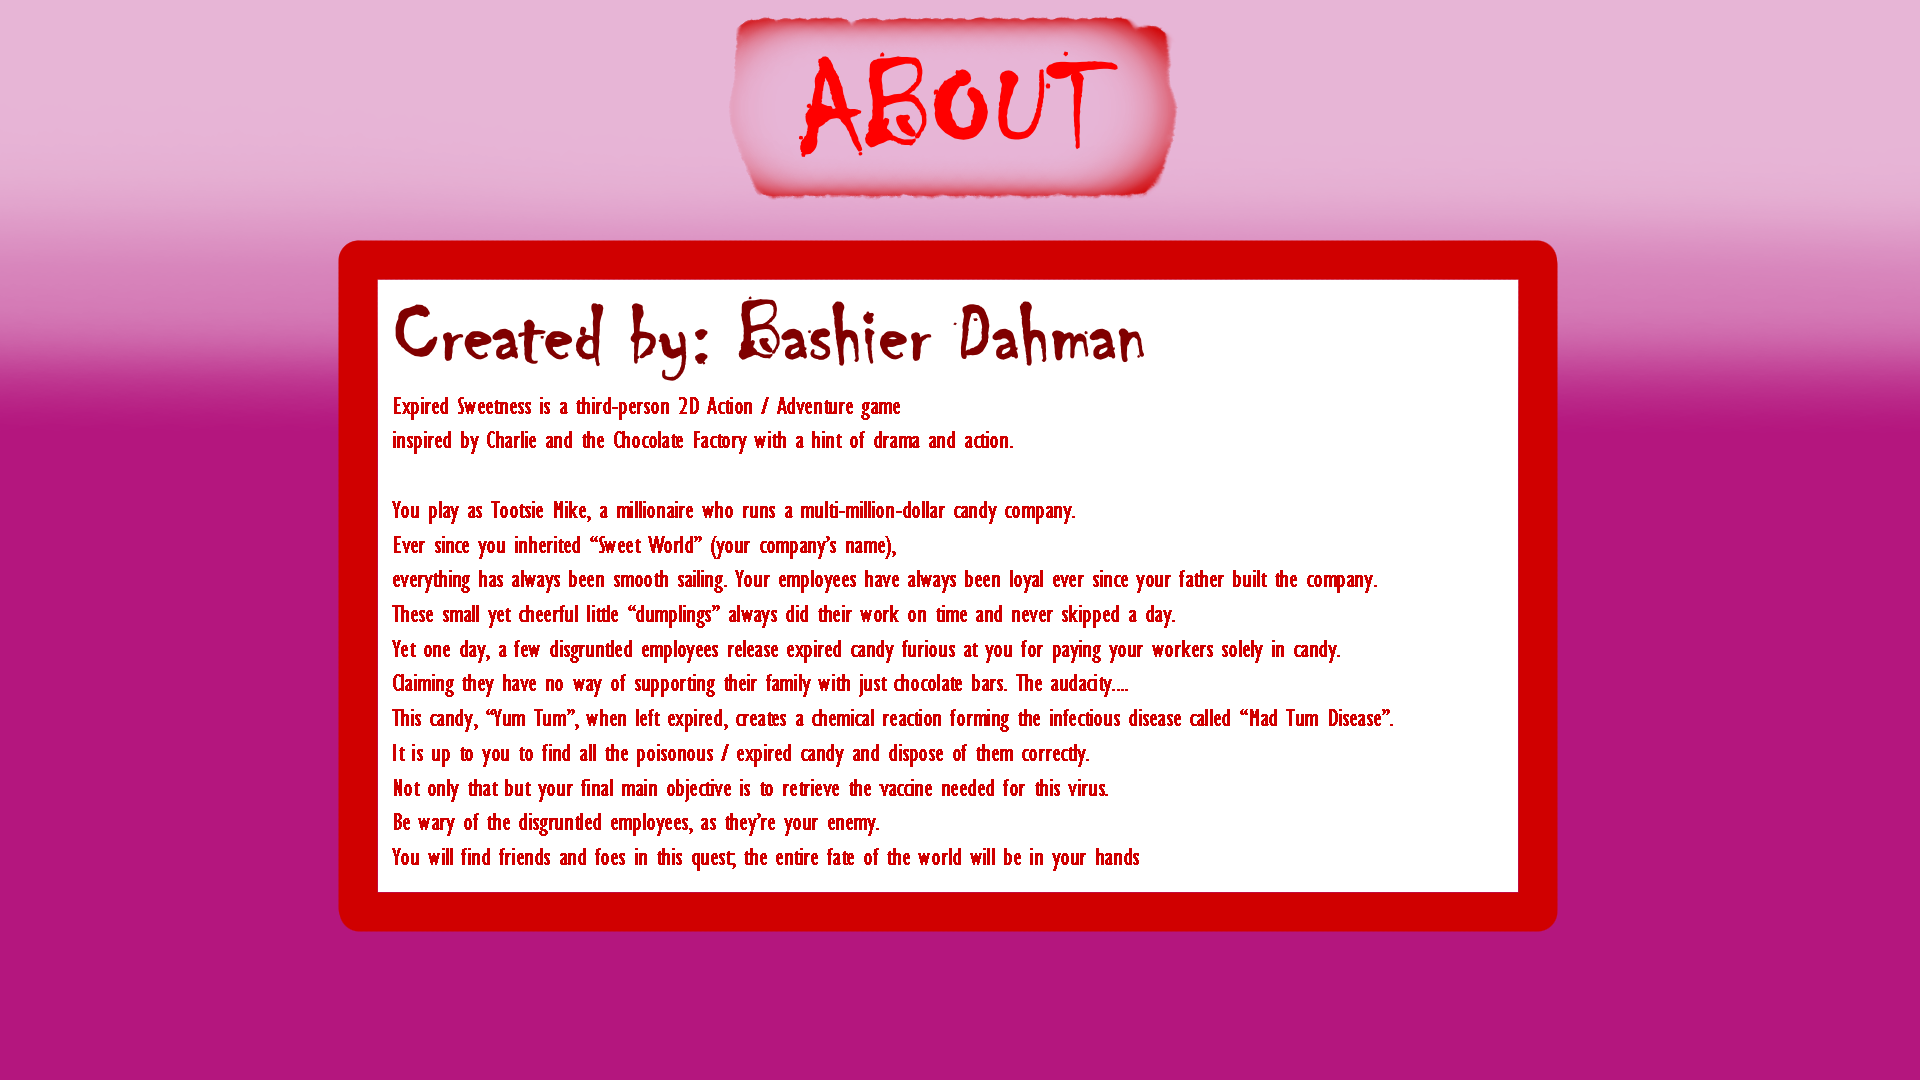 ABOUT
Created by: Bashier Dahman
Expired Sweetness is a third-person 2D Action / Adventure game
inspired by Charlie and the Chocolate Factory with a hint of drama and action.
You play as Tootsie Mike, a millionaire who runs a multi-million-dollar candy company.
Ever since you inherited “Sweet World” (your company’s name),
everything has always been smooth sailing. Your employees have always been loyal ever since your father built the company.
These small yet cheerful little “dumplings” always did their work on time and never skipped a day.
Yet one day, a few disgruntled employees release expired candy furious at you for paying your workers solely in candy.
Claiming they have no way of supporting their family with just chocolate bars. The audacity....
This candy, “Yum Tum”, when left expired, creates a chemical reaction forming the infectious disease called “Mad Tum Disease”.
It is up to you to find all the poisonous / expired candy and dispose of them correctly.
Not only that but your final main objective is to retrieve the vaccine needed for this virus.
Be wary of the disgruntled employees, as they’re your enemy.
You will find friends and foes in this quest; the entire fate of the world will be in your hands